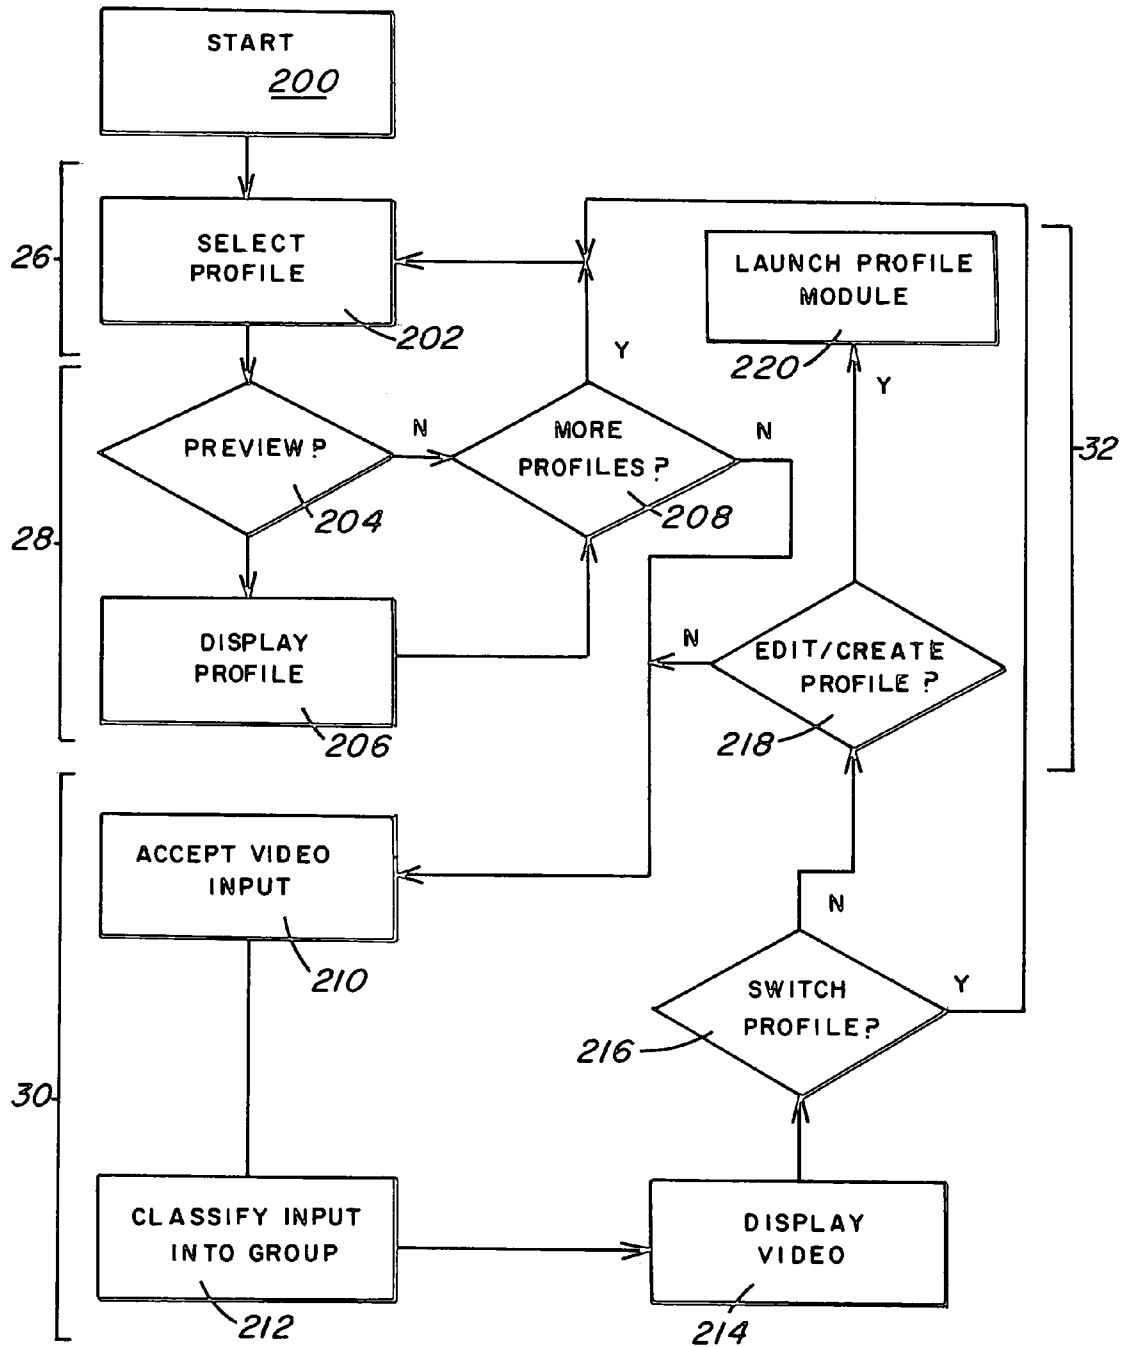 START
200
26
SELECT
PROFILE
202
LAUNCH PROFILE
MODULE
220
Y
Y
32
28
PREVIEW?
204
N
MORE
PROFILES?
208
N
DISPLAY
PROFILE
206
N
EDIT/CREATE
PROFILE?
218
30
ACCEPT VIDEO
INPUT
210
N
SWITCH
PROFILE?
216
Y
CLASSIFY INPUT
INTO GROUP
212
DISPLAY
VIDEO
214